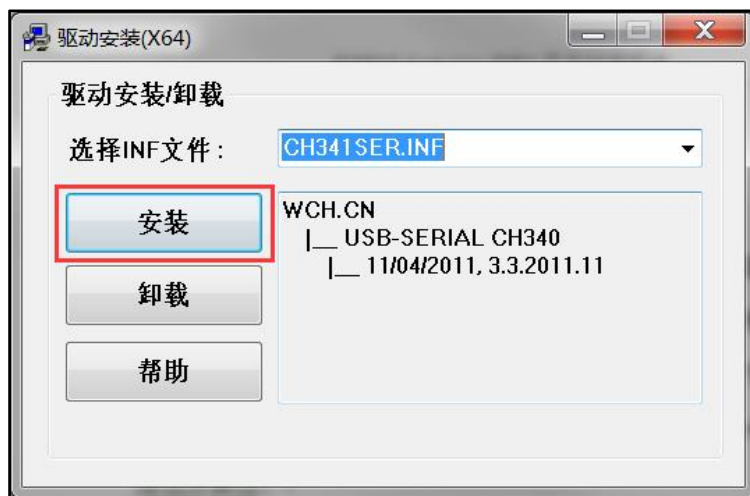 驱动安装(X64)
驱动安装/卸载
选择INF文件:
CH341SER.INF
安装
WCH.CN
|__ USB-SERIAL CH340
|__ 11/04/2011, 3.3.2011.11
卸载
帮助